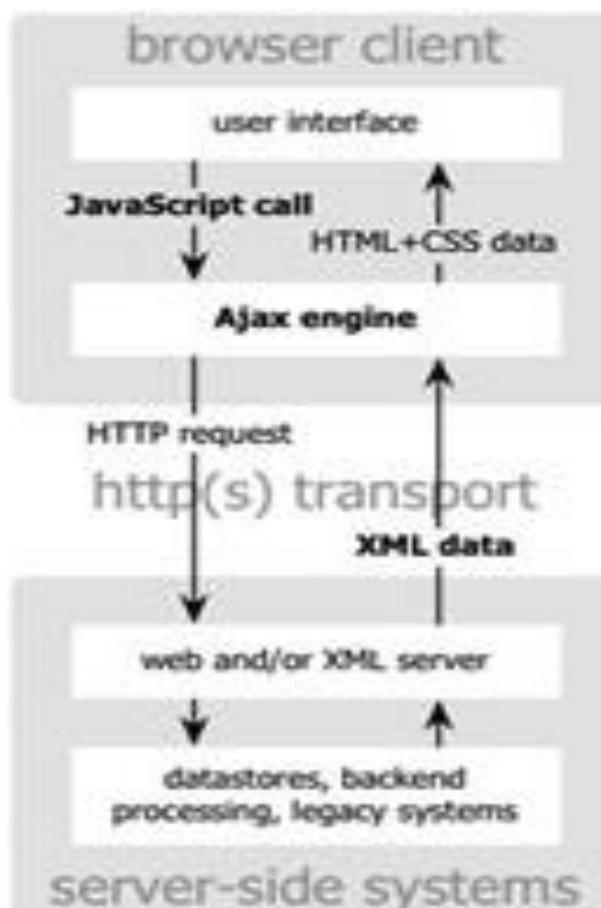 browser client
user interface
JavaScript call
HTML+CSS data
Ajax engine
HTTP request
http(s) transport
XML data
web and/or XML server
datastores, backend
processing, legacy systems
server-side systems